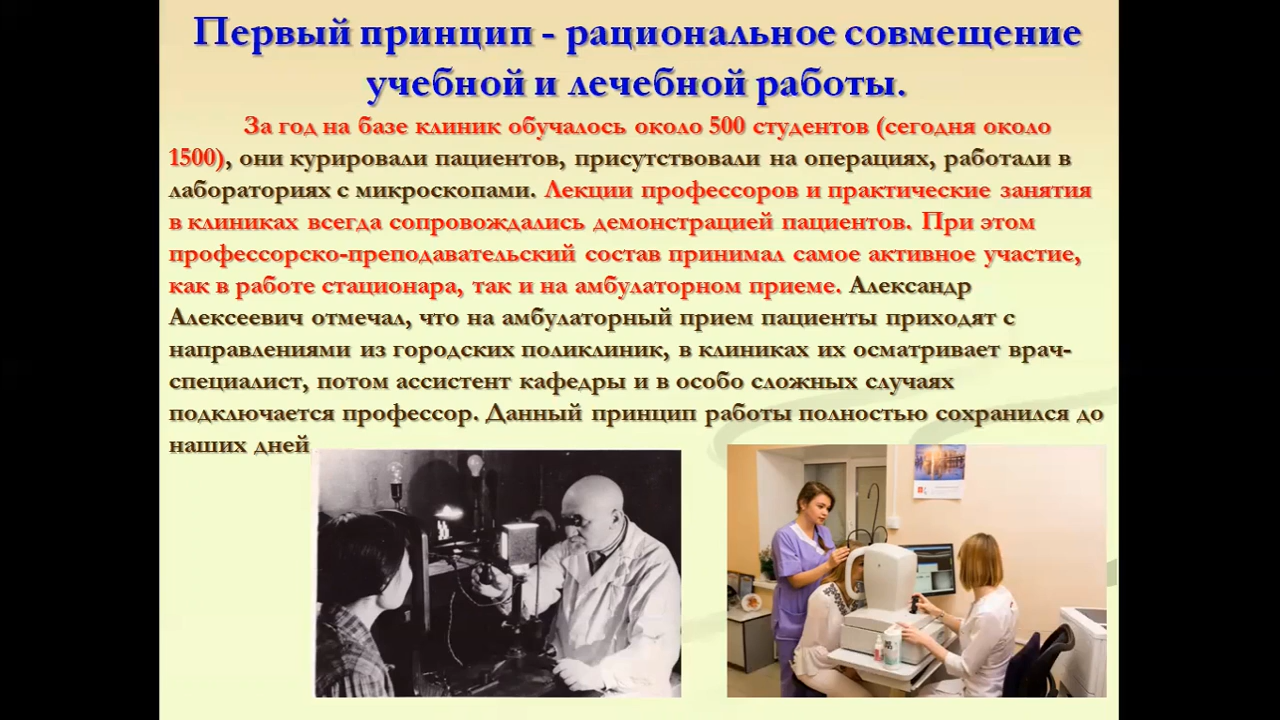 Первый принцип - рациональное совмещение
учебной и лечебной работы.
За год на базе клиник обучалось около 500 студентов (сегодня около
1500), они курировали пациентов, присутствовали на операциях, работали в
лабораториях с микроскопами. Лекции профессоров и практические занятия
в клиниках всегда сопровождались демонстрацией пациентов. При этом
профессорско-преподавательский состав принимал самое активное участие,
как в работе стационара, так и на амбулаторном приеме. Александр
Алексеевич отмечал, что на амбулаторный прием пациенты приходят с
направлениями из городских поликлиник, в клиниках их осматривает врач-
специалист, потом ассистент кафедры и в особо сложных случаях
подключается профессор. Данный принцип работы полностью сохранился до
наших дней